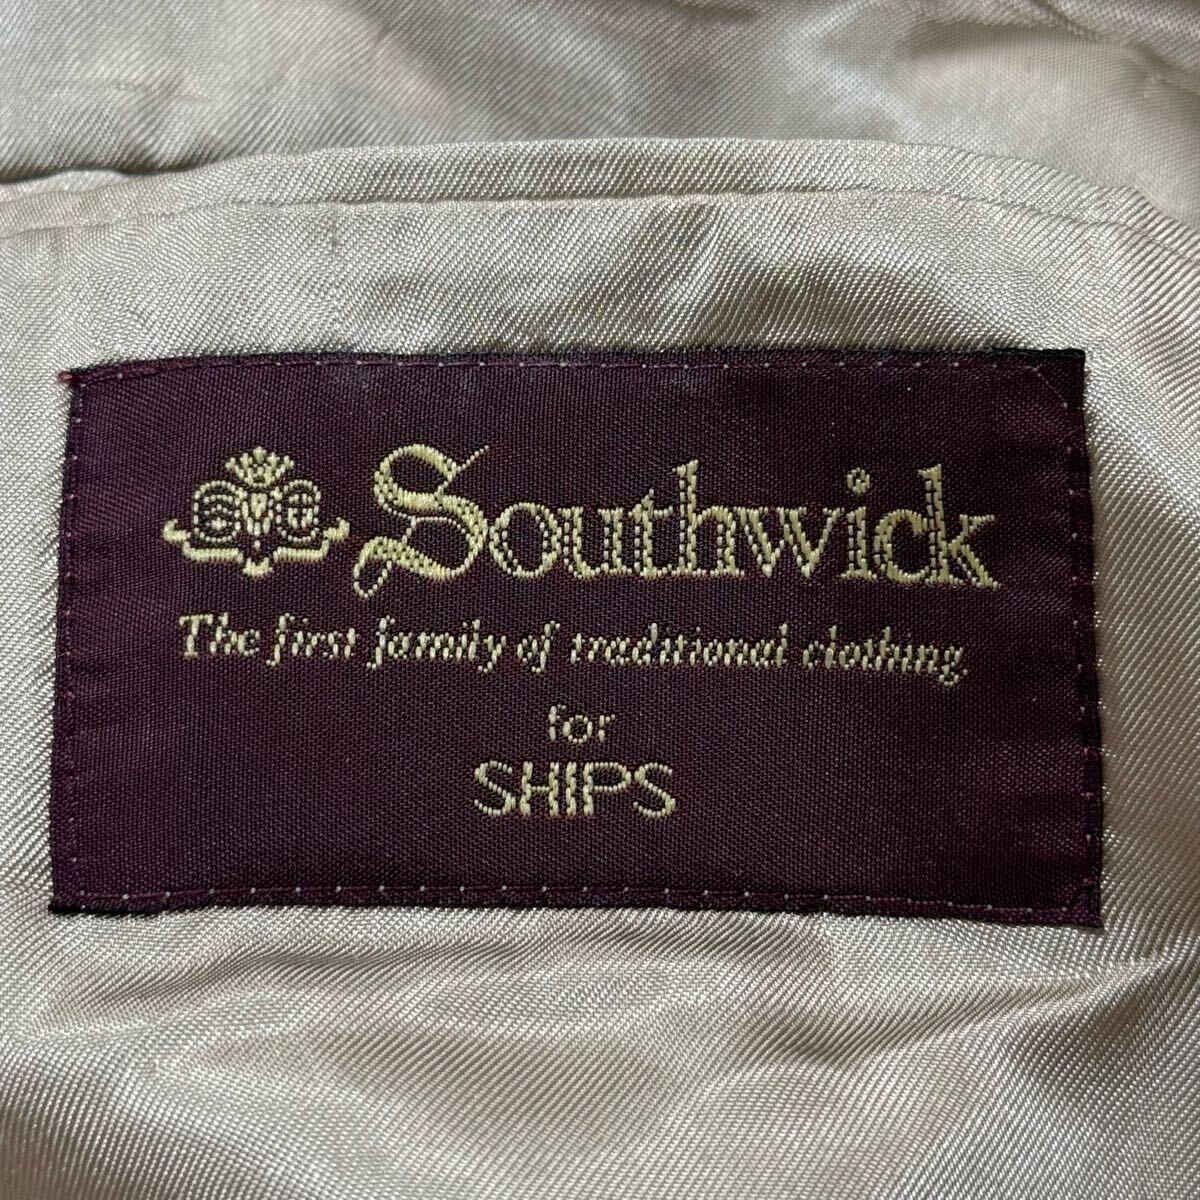 Southwick
The first family of traditional clothing
for
SHIPS